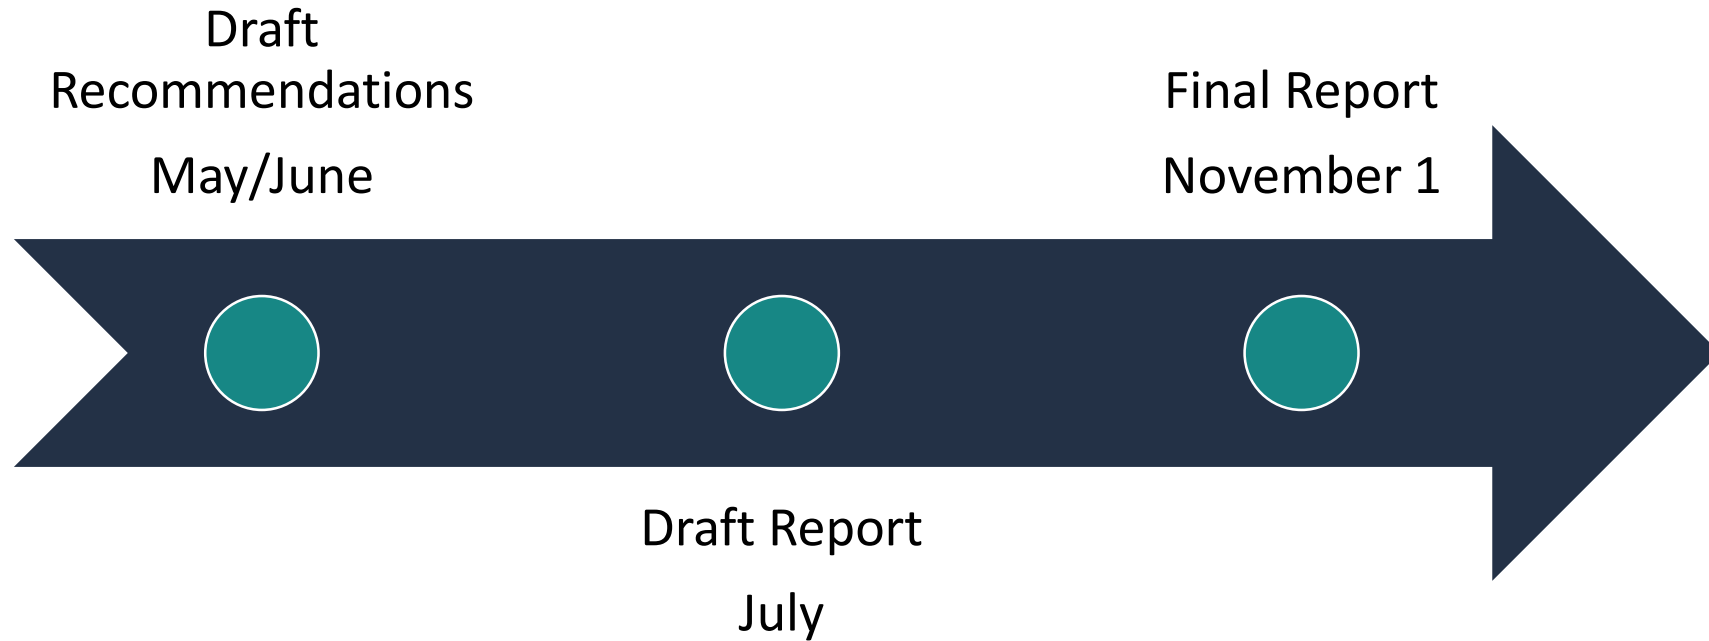 Draft
Recommendations
May/June
Draft Report
July
Final Report
November 1